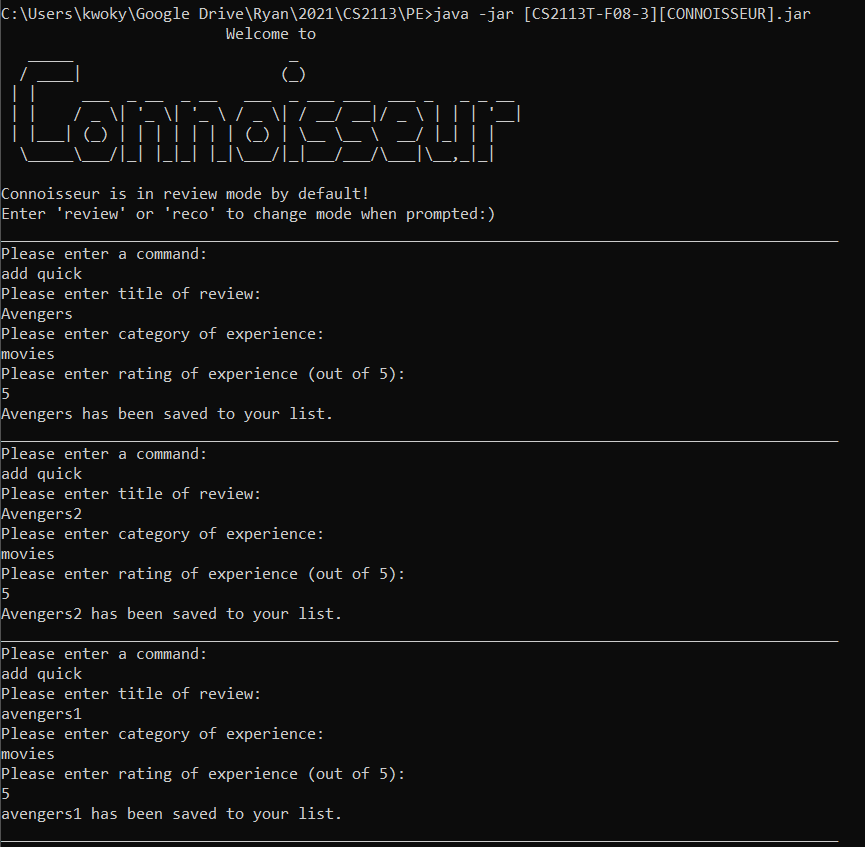 C:\Users\kwoky\Google Drive\Ryan\2021\CS2113\PE>java -jar [CS2113T-F08-3][CONNOISSEUR].jar
Welcome to
Connoisseur
Connoisseur is in review mode by default!
Enter 'review' or 'reco' to change mode when prompted:)
Please enter a command:
add quick
Please enter title of review:
Avengers
Please enter category of experience:
movies
Please enter rating of experience (out of 5):
5
Avengers has been saved to your list.
Please enter a command:
add quick
Please enter title of review:
Avengers2
Please enter category of experience:
movies
Please enter rating of experience (out of 5):
5
Avengers2 has been saved to your list.
Please enter a command:
add quick
Please enter title of review:
avengers1
Please enter category of experience:
movies
Please enter rating of experience (out of 5):
5
avengers1 has been saved to your list.